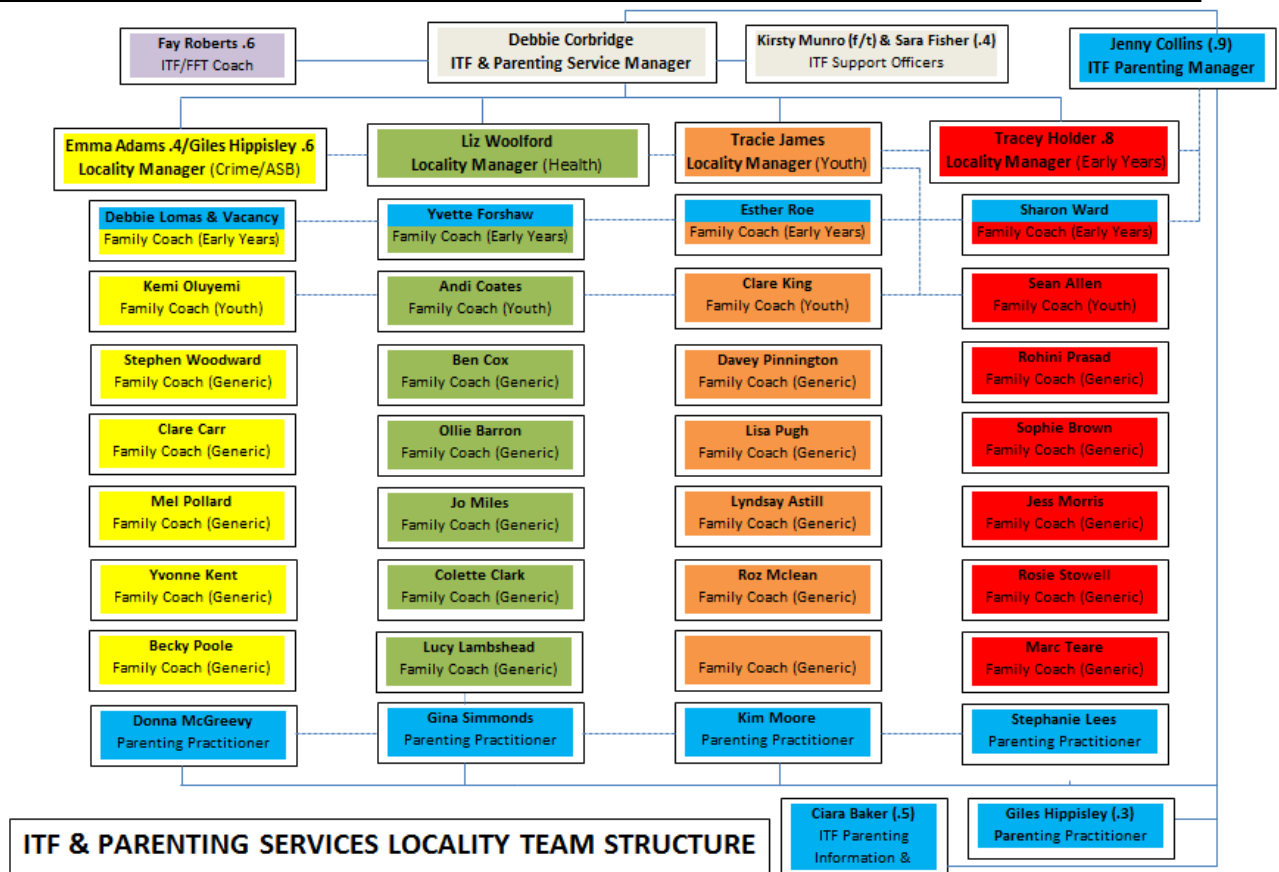 Fay Roberts .6
ITF/FFT Coach
Debbie Corbridge
ITF & Parenting Service Manager
Kirsty Munro (f/t) & Sara Fisher (.4)
ITF Support Officers
Jenny Collins (.9)
ITF Parenting Manager
Emma Adams .4/Giles Hippisley .6
Locality Manager (Crime/ASB)
Liz Woolford
Locality Manager (Health)
Tracie James
Locality Manager (Youth)
Tracey Holder .8
Locality Manager (Early Years)
Debbie Lomas & Vacancy
Family Coach (Early Years)
Yvette Forshaw
Family Coach (Early Years)
Esther Roe
Family Coach (Early Years)
Sharon Ward
Family Coach (Early Years)
Kemi Oluyemi
Family Coach (Youth)
Andi Coates
Family Coach (Youth)
Clare King
Family Coach (Youth)
Sean Allen
Family Coach (Youth)
Stephen Woodward
Family Coach (Generic)
Ben Cox
Family Coach (Generic)
Davey Pinnington
Family Coach (Generic)
Rohini Prasad
Family Coach (Generic)
Clare Carr
Family Coach (Generic)
Ollie Barron
Family Coach (Generic)
Lisa Pugh
Family Coach (Generic)
Sophie Brown
Family Coach (Generic)
Mel Pollard
Family Coach (Generic)
Jo Miles
Family Coach (Generic)
Lyndsay Astill
Family Coach (Generic)
Jess Morris
Family Coach (Generic)
Yvonne Kent
Family Coach (Generic)
Colette Clark
Family Coach (Generic)
Roz Mclean
Family Coach (Generic)
Rosie Stowell
Family Coach (Generic)
Becky Poole
Family Coach (Generic)
Lucy Lambshead
Family Coach (Generic)
Family Coach (Generic)
Marc Teare
Family Coach (Generic)
Donna McGreevy
Parenting Practitioner
Gina Simmonds
Parenting Practitioner
Kim Moore
Parenting Practitioner
Stephanie Lees
Parenting Practitioner
ITF & PARENTING SERVICES LOCALITY TEAM STRUCTURE
Ciara Baker (.5)
ITF Parenting
Information &
Giles Hippisley (.3)
Parenting Practitioner